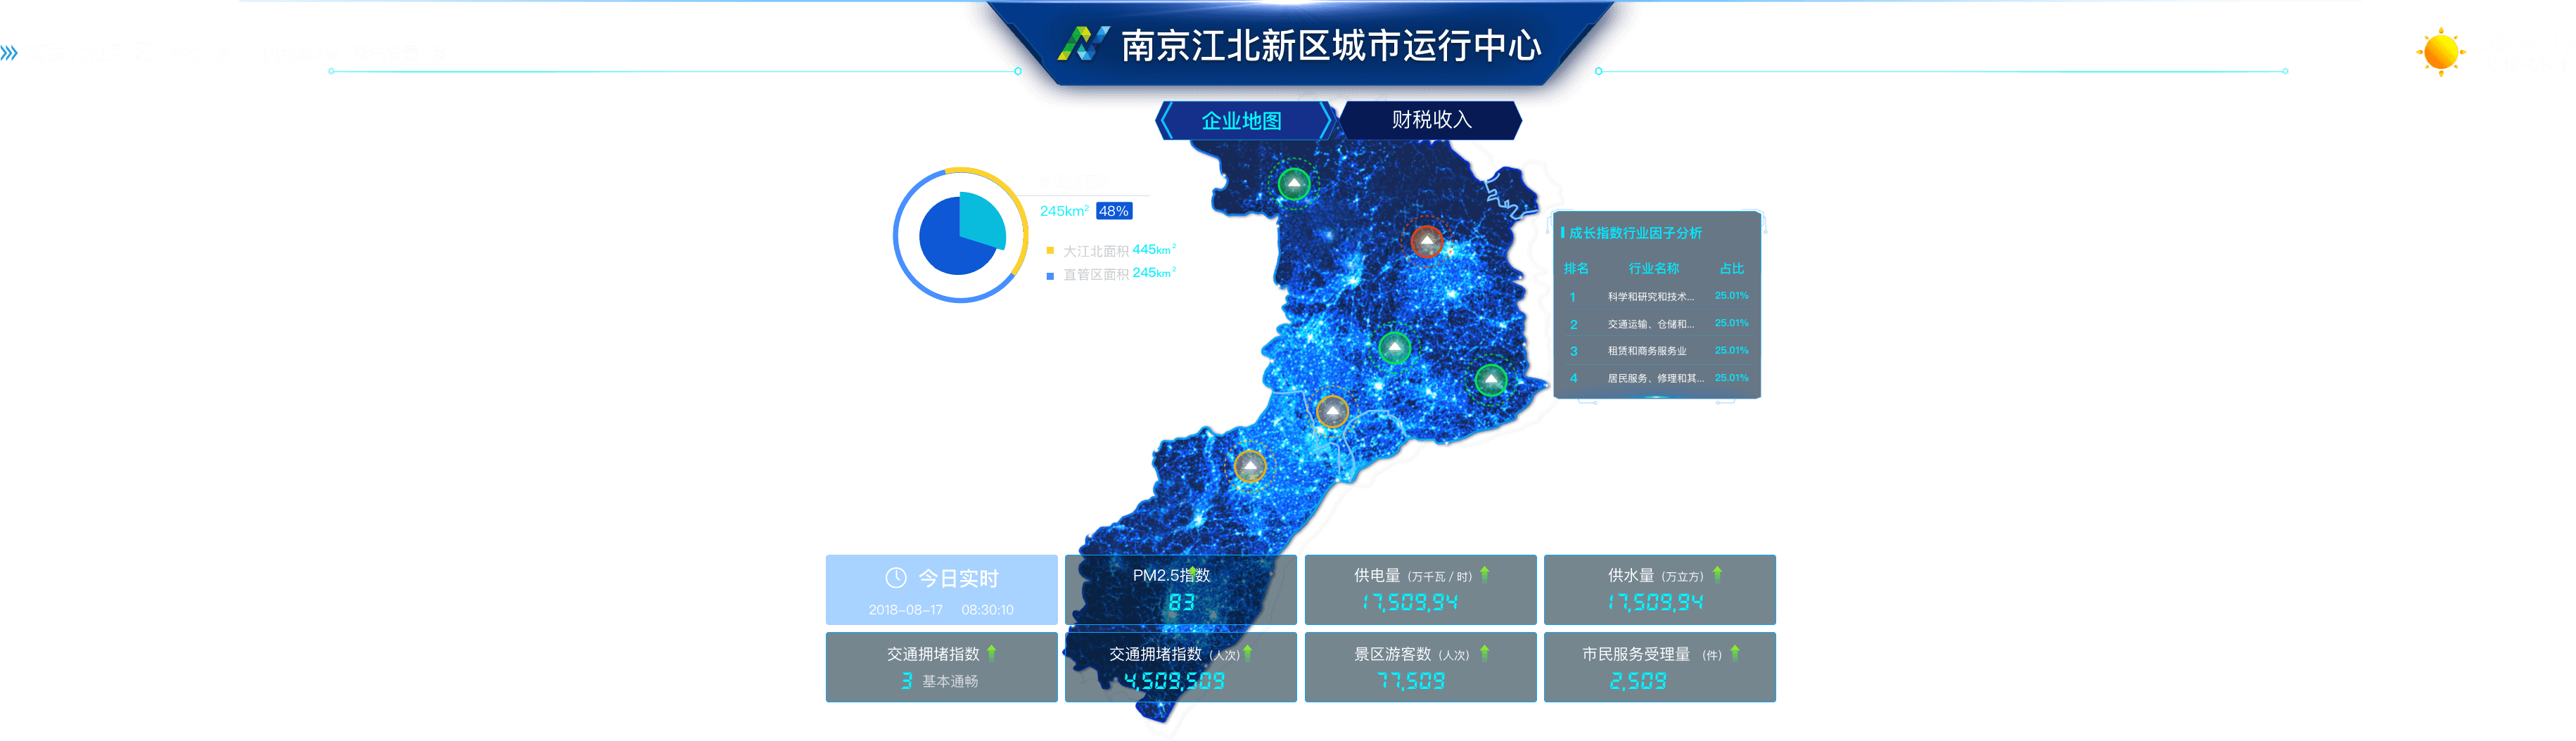 南京江北新区城市运行中心
企业地图
财税收入
245km² 48%
大江北面积 445km²
直管区面积 245km²
成长指数行业因子分析
排名 行业名称 占比
1 科学和研究和技术... 25.01%
2 交通运输、仓储和... 25.01%
3 租赁和商务服务业 25.01%
4 居民服务、修理和其... 25.01%
今日实时
2018-08-17 08:30:10
PM2.5指数
83
供电量（万千瓦 / 时）
17,509,94
供水量（万立方）
17,509,94
交通拥堵指数
3 基本通畅
交通拥堵指数（人次）
4,509,509
景区游客数（人次）
77,509
市民服务受理量（件）
2,509